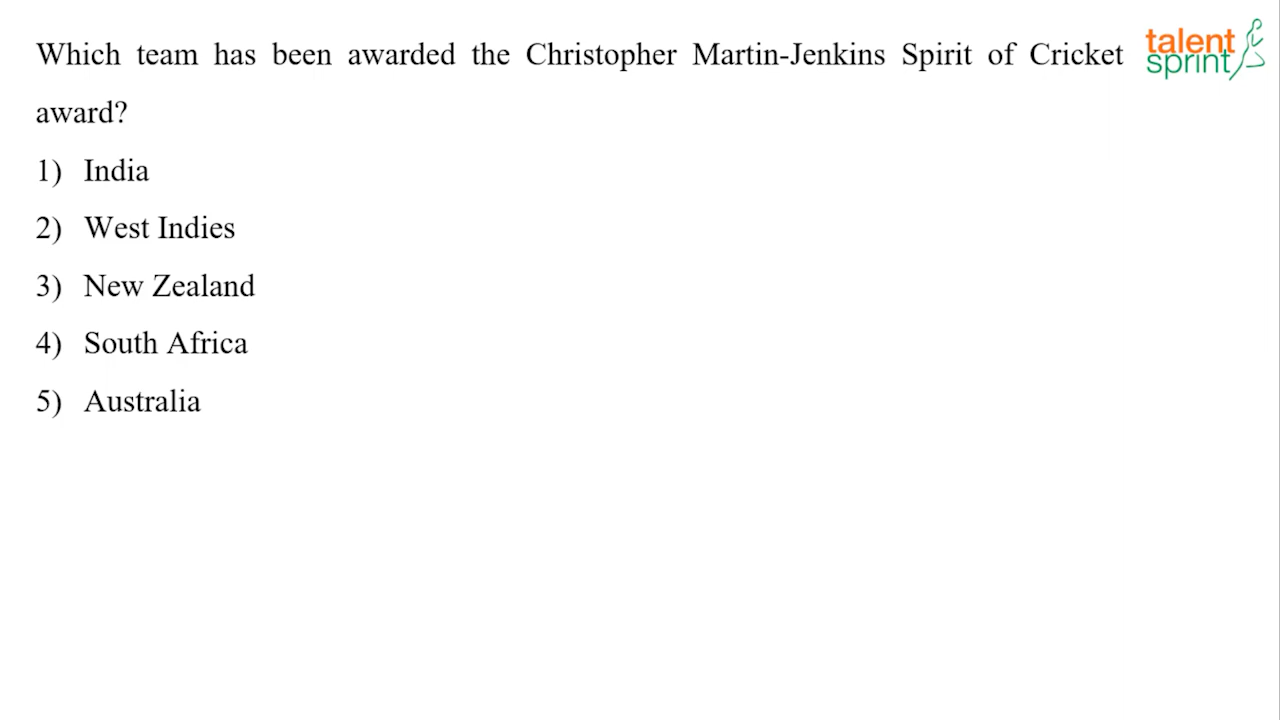 Which team has been awarded the Christopher Martin-Jenkins Spirit of Cricket
award?
1) India
2) West Indies
3) New Zealand
4) South Africa
5) Australia
talent
sprint